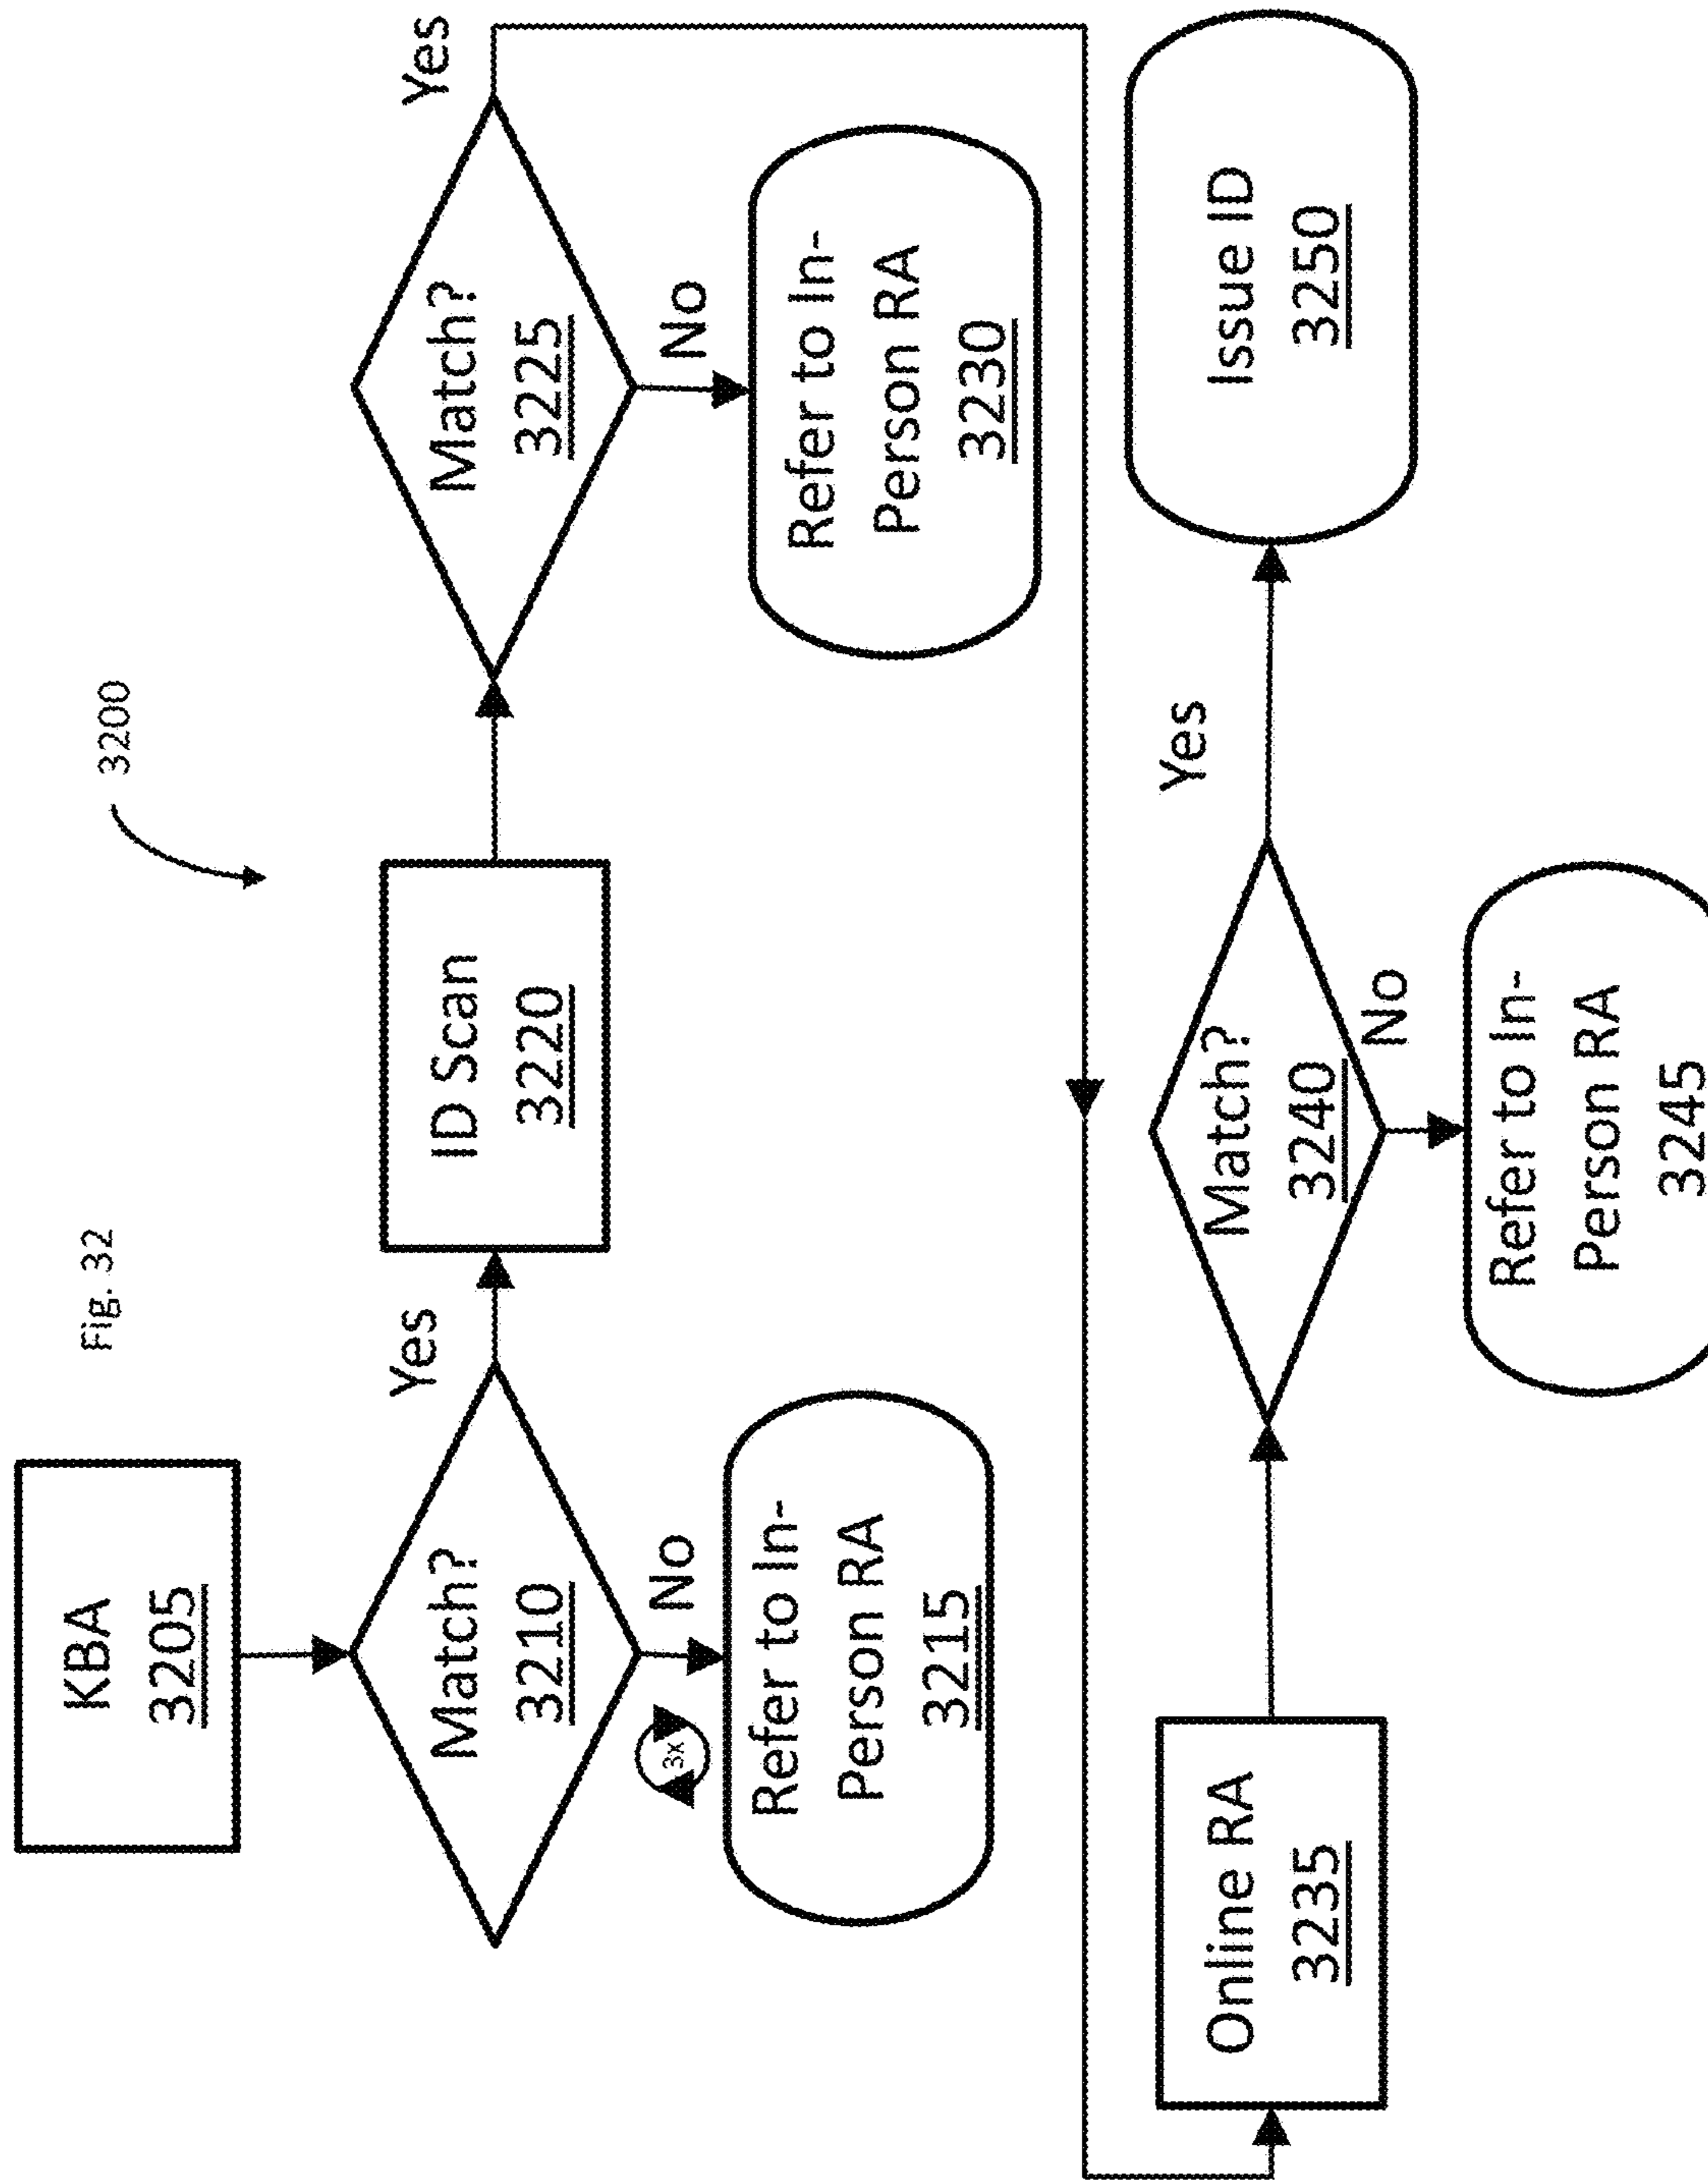 Fig. 32
3200
KBA
3205
Match?
3210
Yes
No
3x
Refer to In-
Person RA
3215
ID Scan
3220
Match?
3225
Yes
No
Refer to In-
Person RA
3230
Online RA
3235
Match?
3240
Yes
No
Refer to In-
Person RA
3245
Issue ID
3250